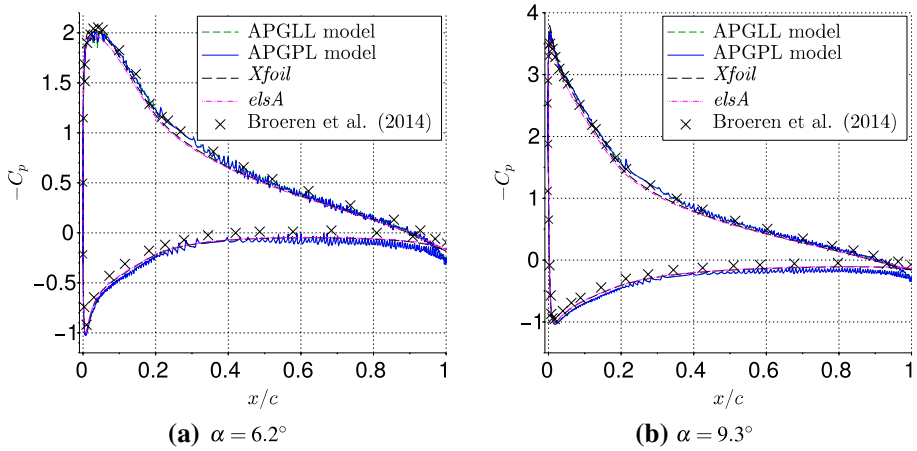 2
1.5
1
0.5
0
−0.5
−1
−C_p
0 0.2 0.4 0.6 0.8 1
x/c
APGLL model
APGPL model
Xfoil
elsA
Broeren et al. (2014)
(a) α = 6.2°
4
3
2
1
0
−1
−C_p
0 0.2 0.4 0.6 0.8 1
x/c
APGLL model
APGPL model
Xfoil
elsA
Broeren et al. (2014)
(b) α = 9.3°